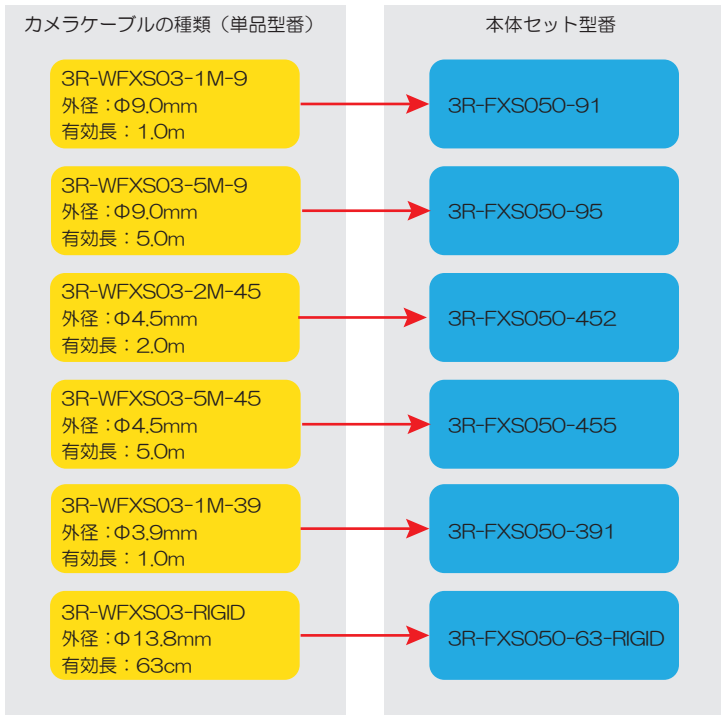 カメラケーブルの種類（単品型番）
本体セット型番
3R-WFXS03-1M-9
外径：Φ9.0mm
有効長：1.0m
3R-FXS050-91
3R-WFXS03-5M-9
外径：Φ9.0mm
有効長：5.0m
3R-FXS050-95
3R-WFXS03-2M-45
外径：Φ4.5mm
有効長：2.0m
3R-FXS050-452
3R-WFXS03-5M-45
外径：Φ4.5mm
有効長：5.0m
3R-FXS050-455
3R-WFXS03-1M-39
外径：Φ3.9mm
有効長：1.0m
3R-FXS050-391
3R-WFXS03-RIGID
外径：Φ13.8mm
有効長：63cm
3R-FXS050-63-RIGID